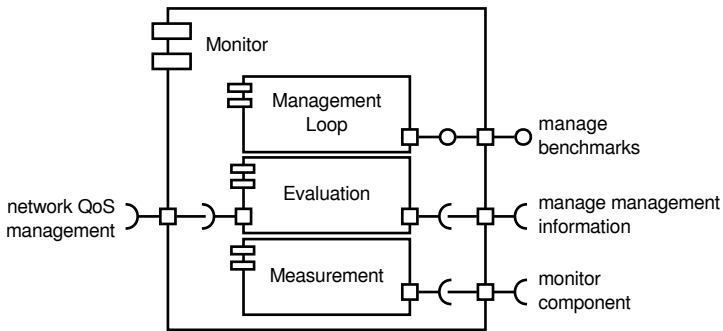 Monitor
Management
Loop
manage
benchmarks
Evaluation
network QoS
management
manage management
information
Measurement
monitor
component